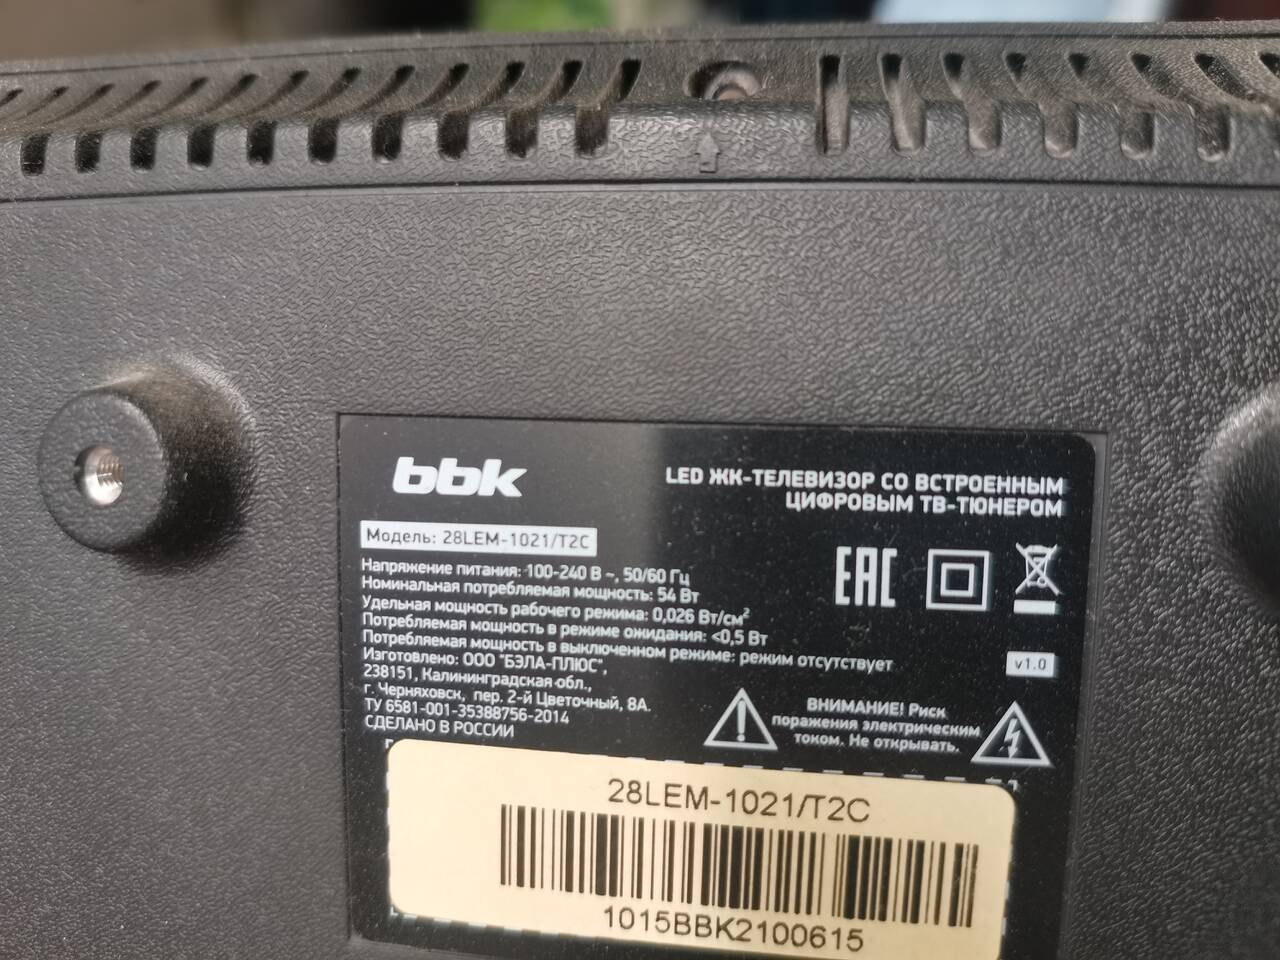 bbk
LED ЖК-ТЕЛЕВИЗОР СО ВСТРОЕННЫМ
ЦИФРОВЫМ ТВ-ТЮНЕРОМ
Модель: 28LEM-1021/T2C
Напряжение питания: 100-240 В ~, 50/60 Гц
Номинальная потребляемая мощность: 54 Вт
Удельная мощность рабочего режима: 0,026 Вт/см²
Потребляемая мощность в режиме ожидания: <0,5 Вт
Потребляемая мощность в выключенном режиме: режим отсутствует
Изготовлено: ООО "БЭЛА-ПЛЮС",
238151, Калининградская обл.,
г. Черняховск, пер. 2-й Цветочный, 8А.
ТУ 6581-001-35388756-2014
СДЕЛАНО В РОССИИ
EAC
v1.0
ВНИМАНИЕ! Риск
поражения электрическим
током. Не открывать.
28LEM-1021/T2C
1015BBK2100615